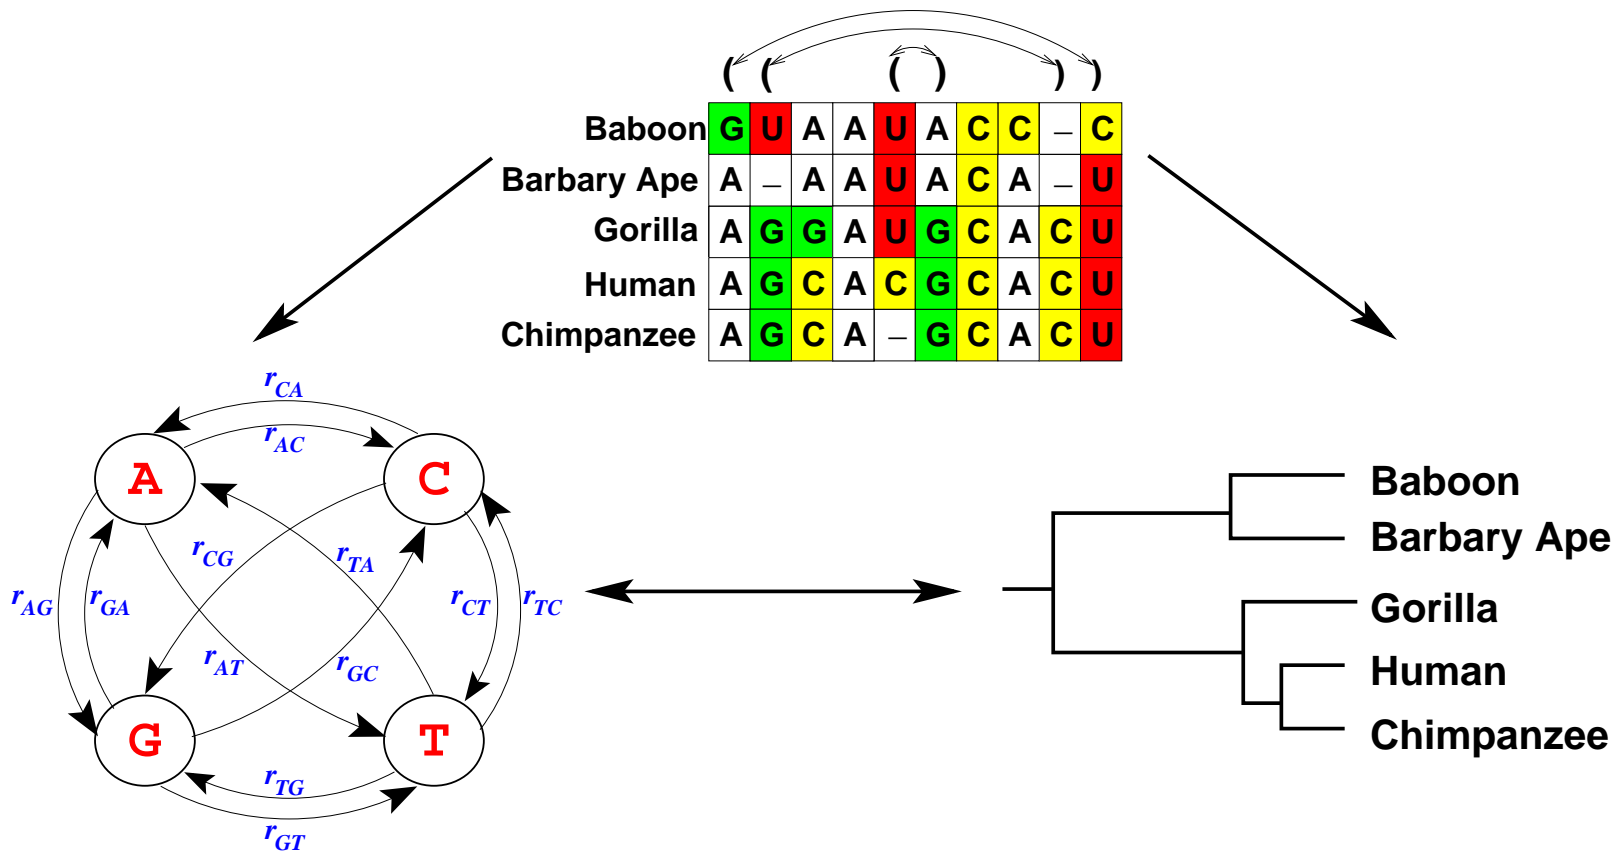 ( ( ( ) ) )
Baboon G U A A U A C C – C
Barbary Ape A – A A U A C A – U
Gorilla A G G A U G C A C U
Human A G C A C G C A C U
Chimpanzee A G C A – G C A C U
rCA
rAC
A C
rCG rTA
rAG rGA rCT rTC
rAT rGC
G T
rTG
rGT
Baboon
Barbary Ape
Gorilla
Human
Chimpanzee